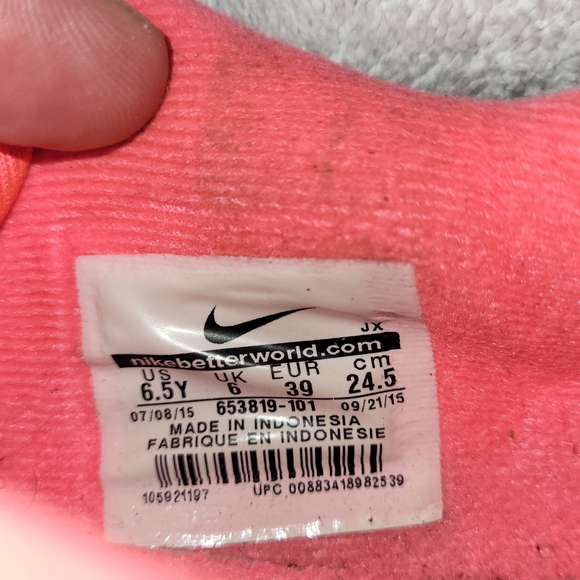 JX
nikebetterworld.com
US UK EUR cm
6.5Y 6 39 24.5
07/08/15 653819-101 09/21/15
MADE IN INDONESIA
FABRIQUE EN INDONESIE
105921197 UPC 00883418982539